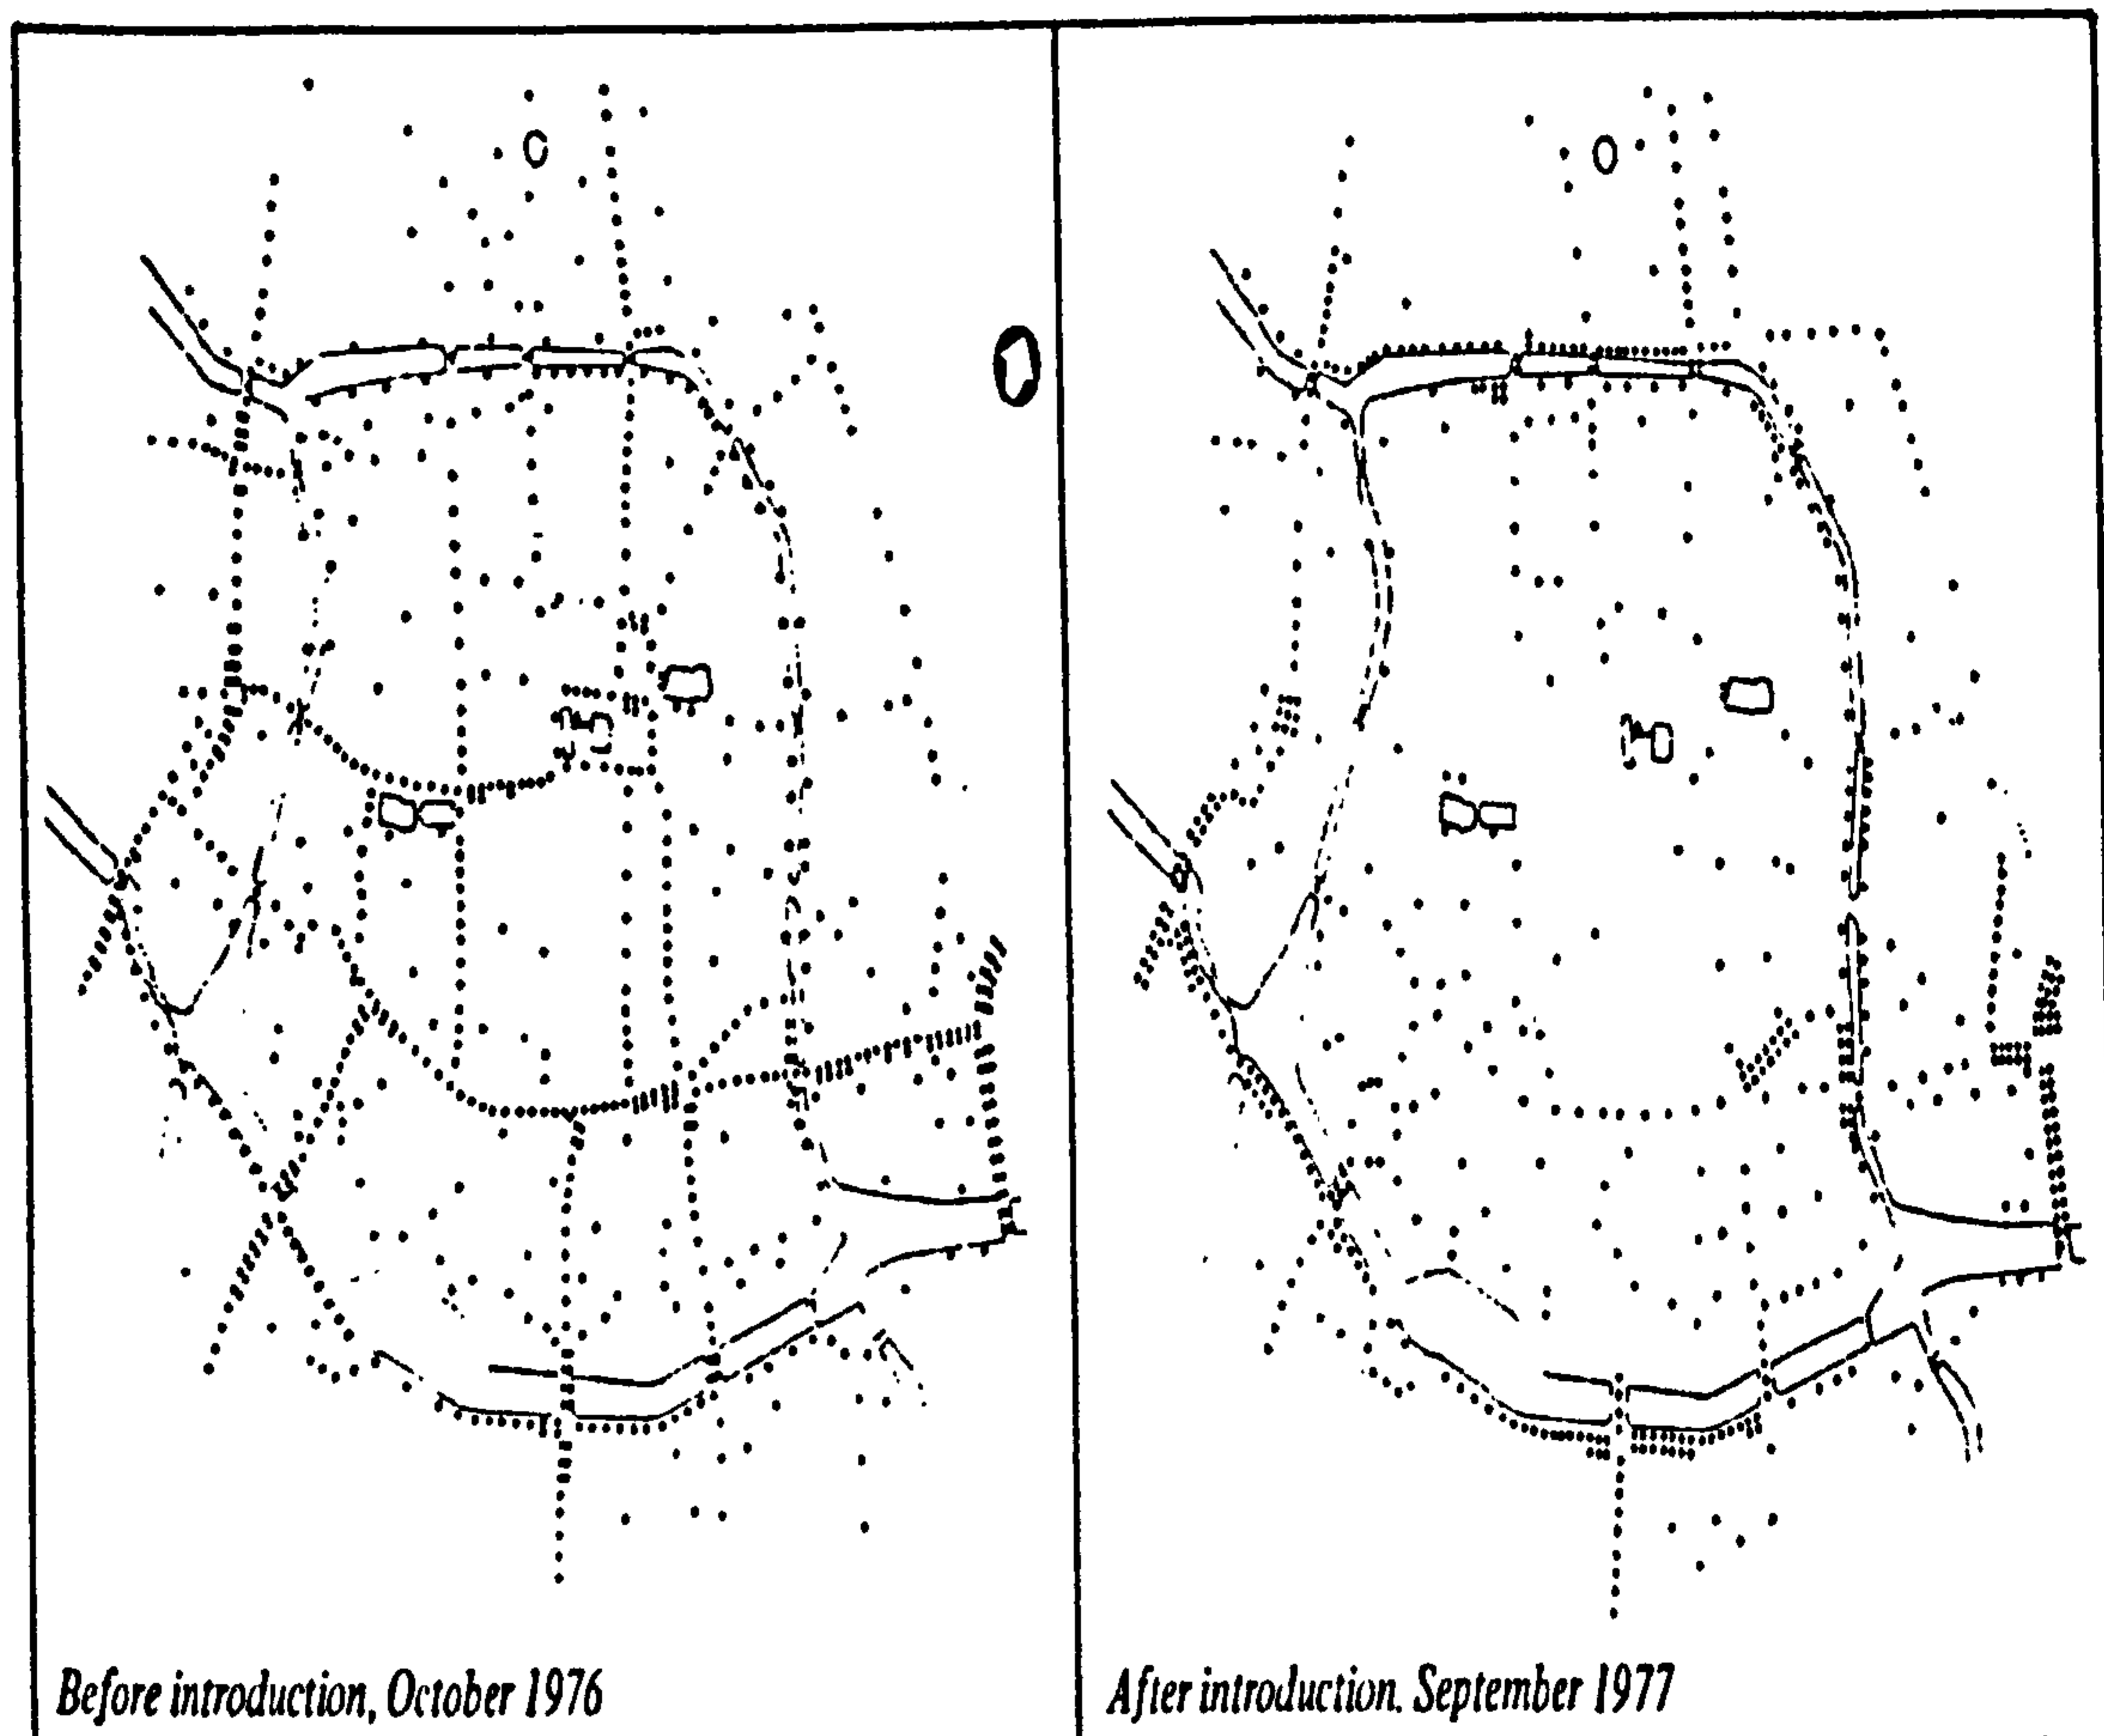 Before introduction, October 1976
After introduction. September 1977